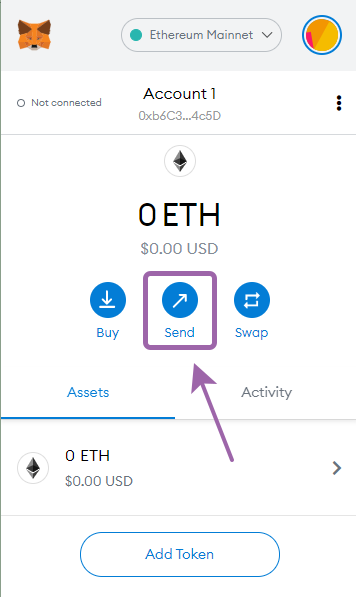 Ethereum Mainnet
Not connected
Account 1
0xb6C3...4c5D
0 ETH
$0.00 USD
Buy
Send
Swap
Assets
Activity
0 ETH
$0.00 USD
Add Token